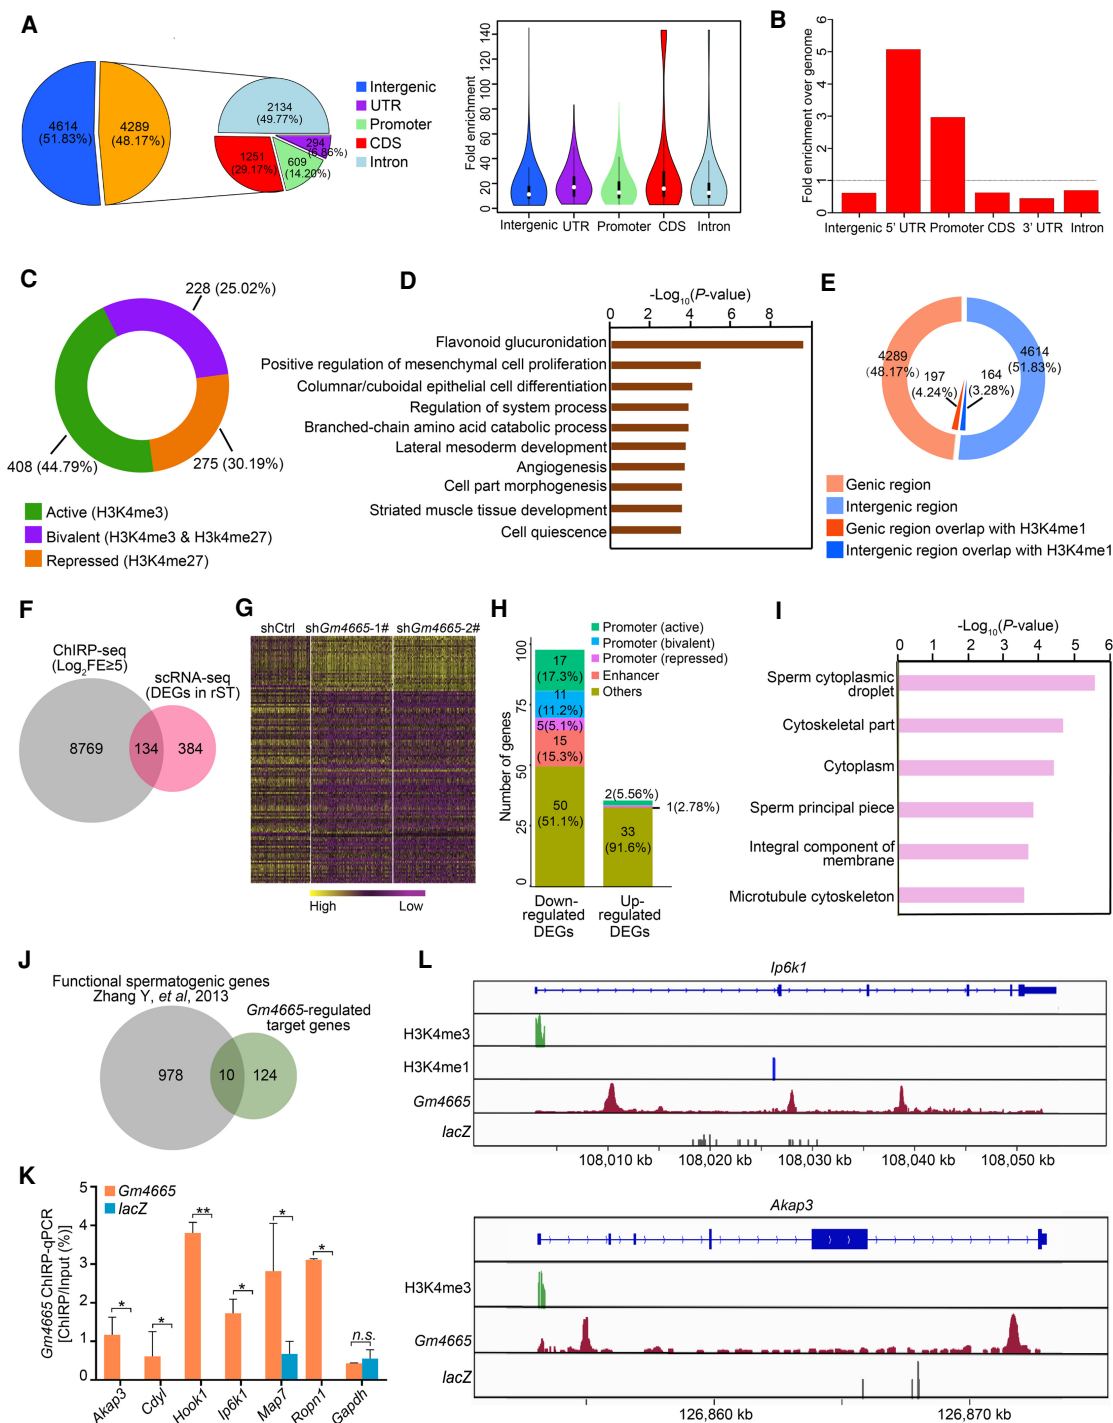 A
4614
(51.83%)
4289
(48.17%)
2134
(49.77%)
294
(6.86%)
1251
(29.17%)
609
(14.20%)
Intergenic
UTR
Promoter
CDS
Intron
Fold enrichment
0
20
40
60
80
100
120
140
Intergenic UTR Promoter CDS Intron
B
Fold enrichment over genome
0
1
2
3
4
5
6
Intergenic 5' UTR Promoter CDS 3' UTR Intron
C
228 (25.02%)
408 (44.79%)
275 (30.19%)
Active (H3K4me3)
Bivalent (H3K4me3 & H3k4me27)
Repressed (H3K4me27)
D
-Log10(P-value)
0 2 4 6 8
Flavonoid glucuronidation
Positive regulation of mesenchymal cell proliferation
Columnar/cuboidal epithelial cell differentiation
Regulation of system process
Branched-chain amino acid catabolic process
Lateral mesoderm development
Angiogenesis
Cell part morphogenesis
Striated muscle tissue development
Cell quiescence
E
4289
(48.17%)
4614
(51.83%)
197
(4.24%)
164
(3.28%)
Genic region
Intergenic region
Genic region overlap with H3K4me1
Intergenic region overlap with H3K4me1
F
ChIRP-seq
(Log2FE≥5)
scRNA-seq
(DEGs in rST)
8769
134
384
G
shCtrl shGm4665-1# shGm4665-2#
High Low
H
Number of genes
0
25
50
75
100
Promoter (active)
Promoter (bivalent)
Promoter (repressed)
Enhancer
Others
17
(17.3%)
11
(11.2%)
5(5.1%)
15
(15.3%)
50
(51.1%)
2(5.56%)
1(2.78%)
33
(91.6%)
Down-
regulated
DEGs
Up-
regulated
DEGs
I
-Log10(P-value)
0 1 2 3 4 5 6
Sperm cytoplasmic
droplet
Cytoskeletal part
Cytoplasm
Sperm principal piece
Integral component of
membrane
Microtubule cytoskeleton
J
Functional spermatogenic genes
Zhang Y, et al, 2013
Gm4665-regulated
target genes
978
10
124
K
Gm4665 ChIRP-qPCR
[ChIRP/Input (%)]
0
1
2
3
4
5
Gm4665
lacZ
*
*
**
*
*
*
n.s.
Akap3
Cdyl
Hook1
Ip6k1
Map7
Ropn1
Gapdh
L
Ip6k1
H3K4me3
H3K4me1
Gm4665
lacZ
108,010 kb 108,020 kb 108,030 kb 108,040 kb 108,050 kb
Akap3
H3K4me3
Gm4665
lacZ
126,860 kb 126,870 kb